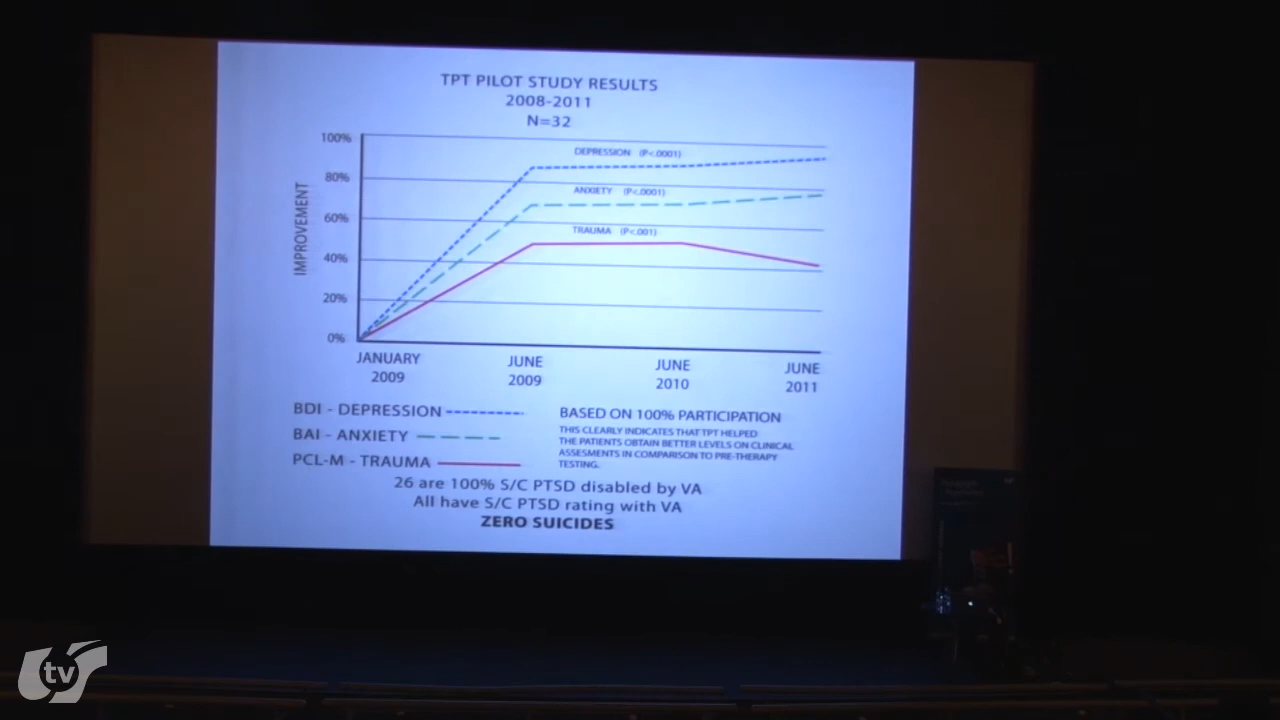 TPT PILOT STUDY RESULTS
2008-2011
N=32
100%
80%
60%
40%
20%
0%
IMPROVEMENT
DEPRESSION (P<.0001)
ANXIETY (P<.0001)
TRAUMA (P<.001)
JANUARY
2009
JUNE
2009
JUNE
2010
JUNE
2011
BDI - DEPRESSION
BAI - ANXIETY
PCL-M - TRAUMA
BASED ON 100% PARTICIPATION
THIS CLEARLY INDICATES THAT TPT HELPED
THE PATIENTS OBTAIN BETTER LEVELS ON CLINICAL
ASSESMENTS IN COMPARISON TO PRE-THERAPY
TESTING.
26 are 100% S/C PTSD disabled by VA
All have S/C PTSD rating with VA
ZERO SUICIDES
tv